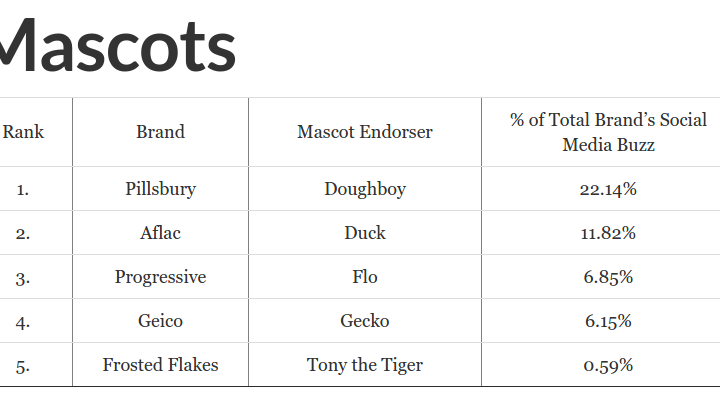 Mascots
Rank Brand Mascot Endorser % of Total Brand’s Social
Media Buzz
1. Pillsbury Doughboy 22.14%
2. Aflac Duck 11.82%
3. Progressive Flo 6.85%
4. Geico Gecko 6.15%
5. Frosted Flakes Tony the Tiger 0.59%